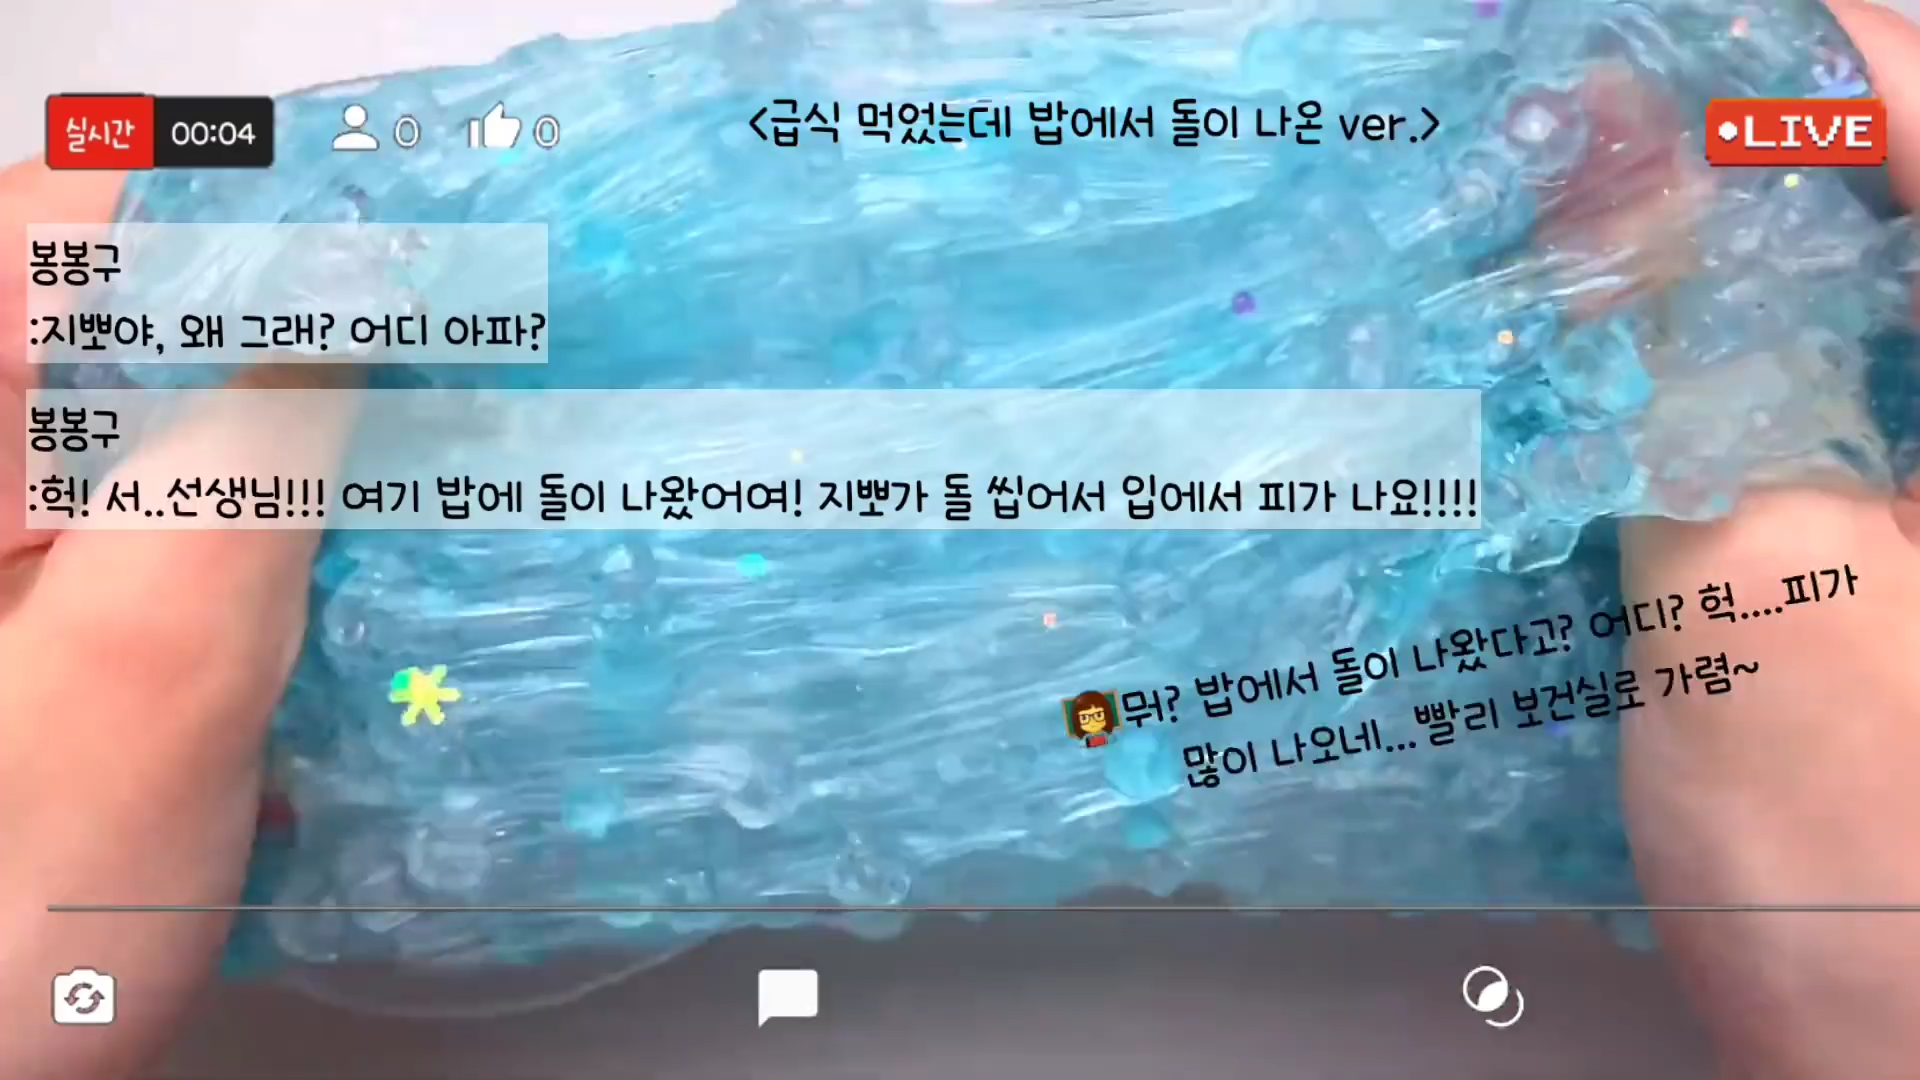 실시간 00:04 0 0 <급식 먹었는데 밥에서 돌이 나온 ver.> •LIVE
봉봉구
:지뽀야, 왜 그래? 어디 아파?
봉봉구
:헉! 서..선생님!!! 여기 밥에 돌이 나왔어여! 지뽀가 돌 씹어서 입에서 피가 나요!!!!
뭐? 밥에서 돌이 나왔다고? 어디? 헉....피가
많이 나오네...빨리 보건실로 가렴~